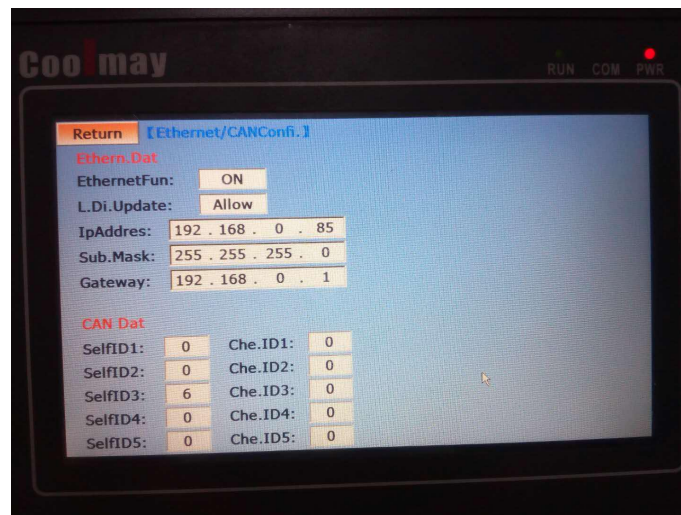 Coolmay
RUN COM PWR
Return 【Ethernet/CANConfi.】
Ethern.Dat
EthernetFun: ON
L.Di.Update: Allow
IpAddres: 192 . 168 . 0 . 85
Sub.Mask: 255 . 255 . 255 . 0
Gateway: 192 . 168 . 0 . 1
CAN Dat
SelfID1: 0 Che.ID1: 0
SelfID2: 0 Che.ID2: 0
SelfID3: 6 Che.ID3: 0
SelfID4: 0 Che.ID4: 0
SelfID5: 0 Che.ID5: 0